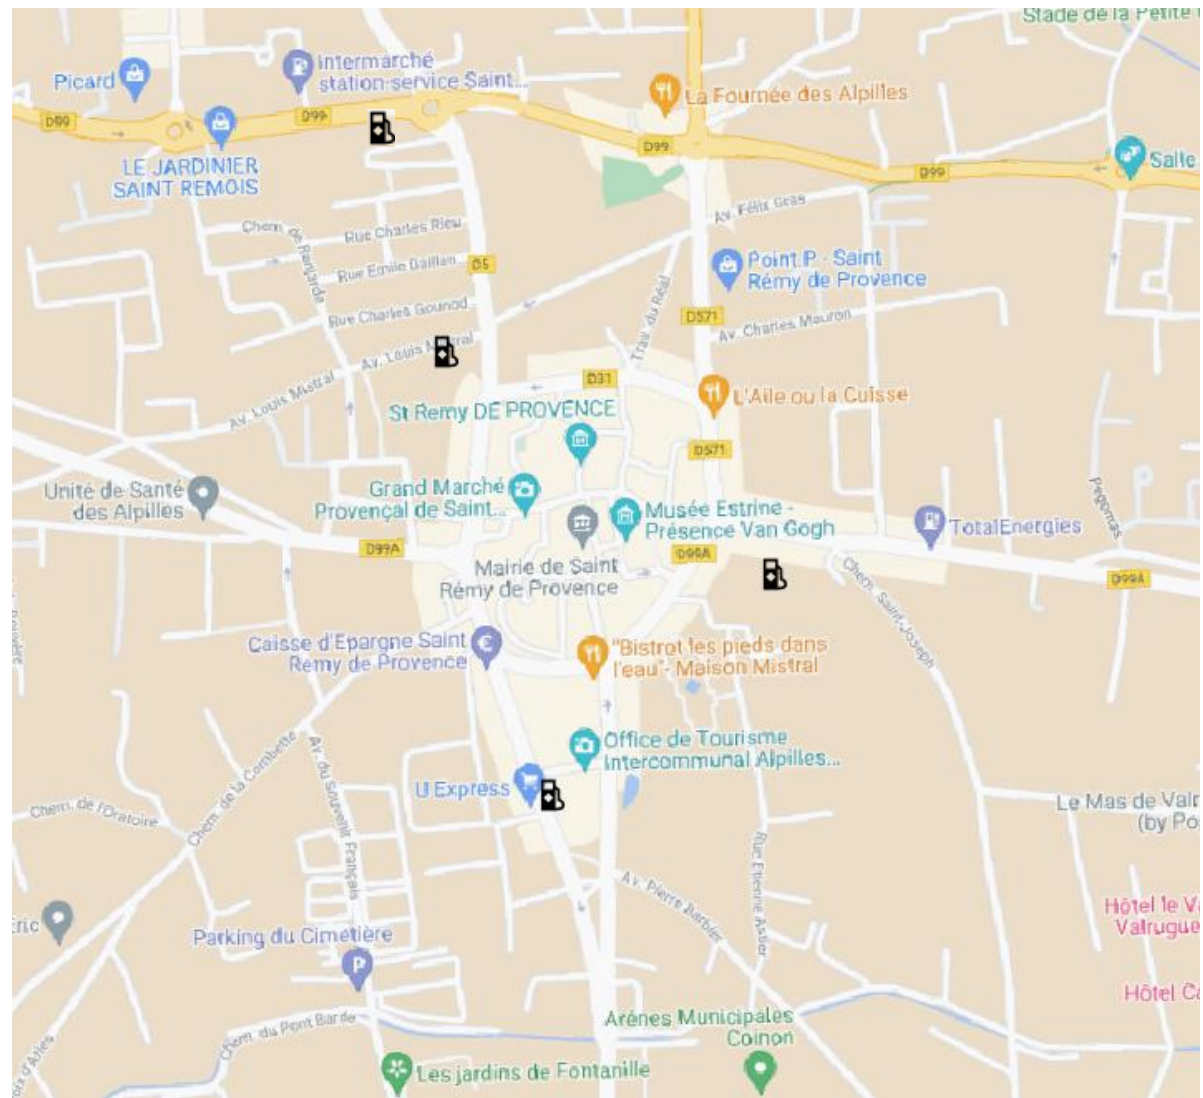 Stade de la Petite
Intermarché
station-service Saint...
Picard
La Fournée des Alpilles
D99
D99
D99
D99
LE JARDINIER
SAINT REMOIS
Salle
Av. Félix Gras
Chem. de Renjarde
Rue Charles Rieu
Rue Emile Daillan
D5
Point P - Saint
Rémy de Provence
Trav. du Réal
Rue Charles Gounod
D571
Av. Charles Mauron
Av. Louis Mistral
Av. Louis Mistral
D31
L'Aile ou la Cuisse
St Remy DE PROVENCE
D571
Unité de Santé
des Alpilles
Grand Marché
Provençal de Saint...
Musée Estrine -
Présence Van Gogh
TotalEnergies
Pegomas
D99A
D99A
D99A
Mairie de Saint
Rémy de Provence
Chem. Saint-Joseph
Caisse d'Epargne Saint
Rémy de Provence
"Bistrot les pieds dans
l'eau"- Maison Mistral
Office de Tourisme
Intercommunal Alpilles...
U Express
Chem. de la Combette
Av. du Souvenir Français
Chem. de l'Oratoire
Le Mas de Valr
(by Po
Rue Etienne Astier
Av. Pierre Barbier
Hôtel le V
Valrugue
Parking du Cimetière
P
Hôtel Ca
Chem. du Pont Barde
Arènes Municipales
Coinon
Les jardins de Fontanille